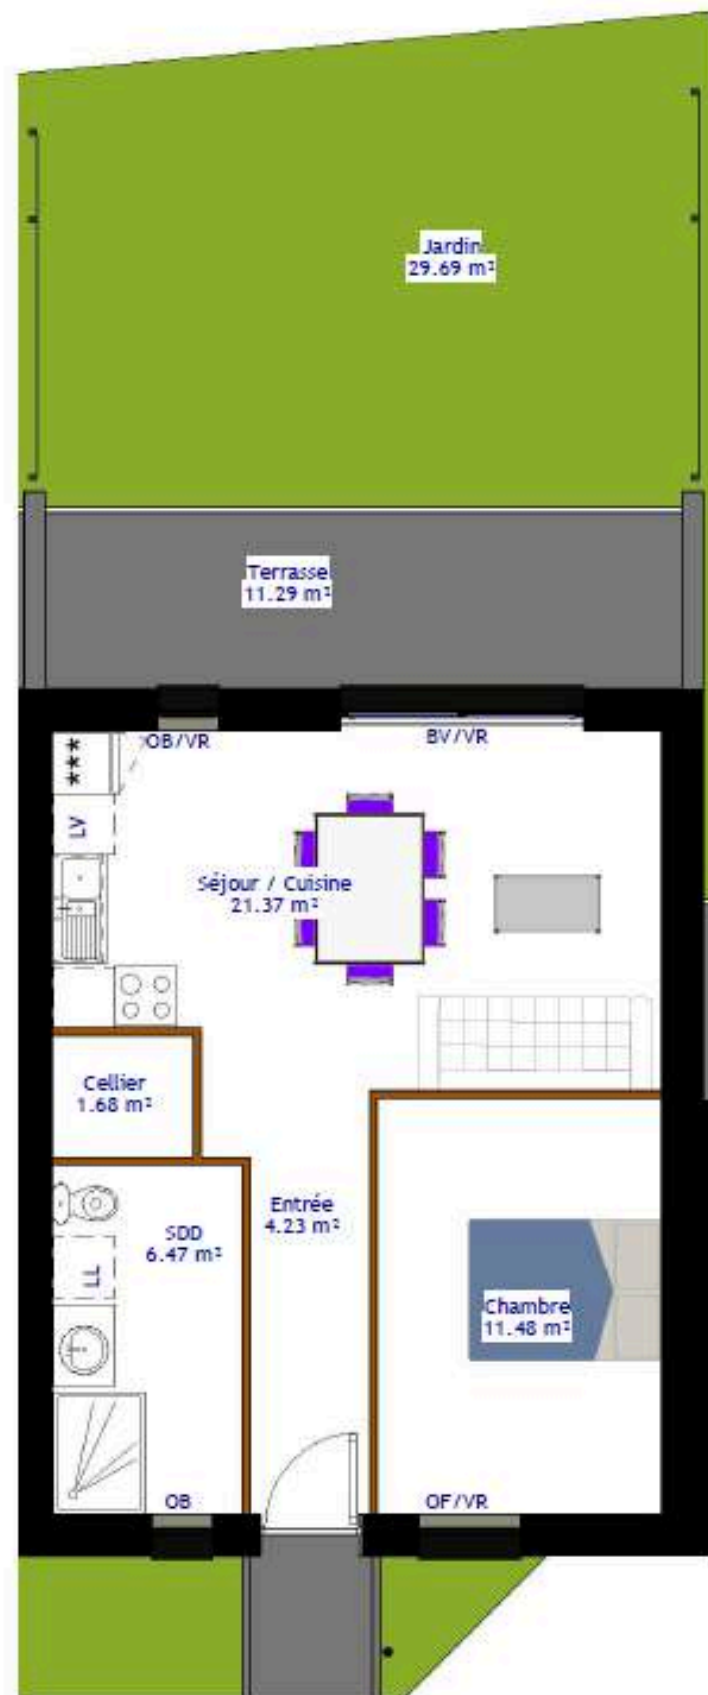 Jardin
29.69 m²
Terrasse
11.29 m²
OB/VR
BV/VR
***
LV
Séjour / Cuisine
21.37 m²
Cellier
1.68 m²
Entrée
4.23 m²
SDD
6.47 m²
LL
Chambre
11.48 m²
OB
OF/VR